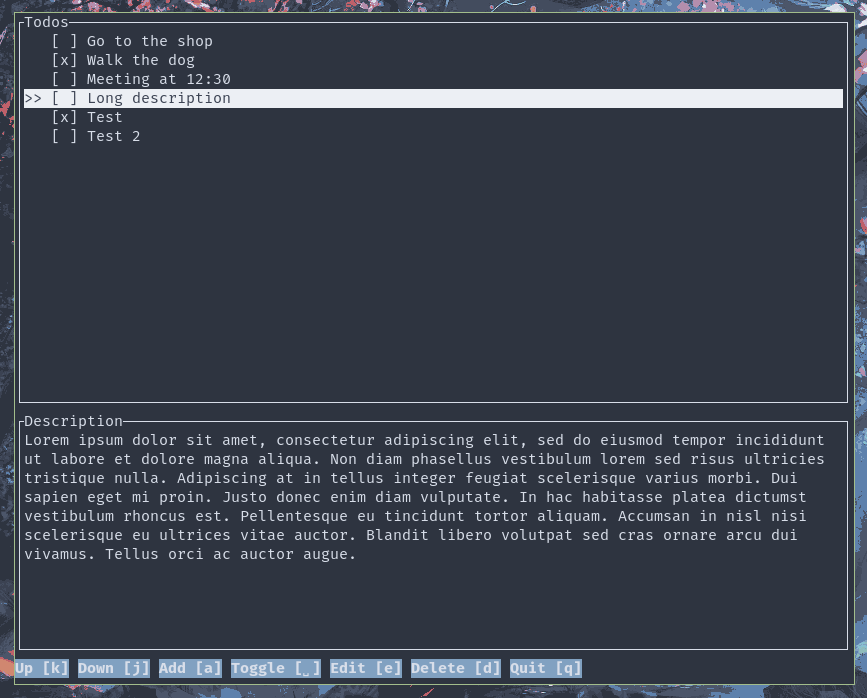 Todos
[ ] Go to the shop
[x] Walk the dog
[ ] Meeting at 12:30
>> [ ] Long description
[x] Test
[ ] Test 2
Description
Lorem ipsum dolor sit amet, consectetur adipiscing elit, sed do eiusmod tempor incididunt
ut labore et dolore magna aliqua. Non diam phasellus vestibulum lorem sed risus ultricies
tristique nulla. Adipiscing at in tellus integer feugiat scelerisque varius morbi. Dui
sapien eget mi proin. Justo donec enim diam vulputate. In hac habitasse platea dictumst
vestibulum rhoncus est. Pellentesque eu tincidunt tortor aliquam. Accumsan in nisl nisi
scelerisque eu ultrices vitae auctor. Blandit libero volutpat sed cras ornare arcu dui
vivamus. Tellus orci ac auctor augue.
Up [k] Down [j] Add [a] Toggle [␣] Edit [e] Delete [d] Quit [q]